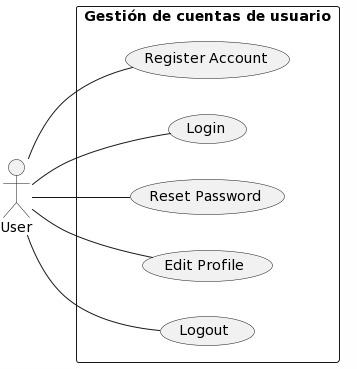 Gestión de cuentas de usuario
Register Account
Login
Reset Password
User
Edit Profile
Logout